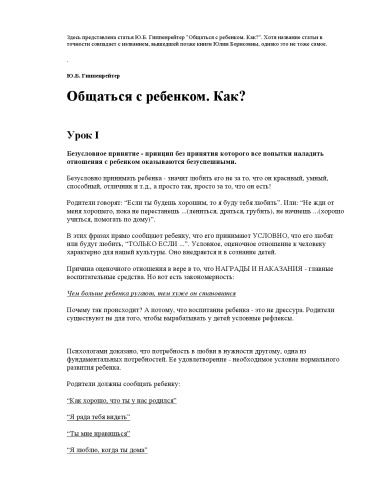 Здесь представлена статья Ю.Б. Гиппенрейтер "Общаться с ребенком. Как?". Хотя название статьи в
точности совпадает с названием, вышедшей позже книги Юлии Борисовны, однако это не тоже самое.
.
Ю.Б. Гиппенрейтер
Общаться с ребенком. Как?
Урок I
Безусловное принятие - принцип без принятия которого все попытки наладить
отношения с ребенком оказываются безуспешными.
Безусловно принимать ребенка - значит любить его не за то, что он красивый, умный,
способный, отличник и т.д., а просто так, просто за то, что он есть!
Родители говорят: “Если ты будешь хорошим, то я буду тебя любить”. Или: “Не жди от
меня хорошего, пока не перестанешь ...(лениться, драться, грубить), не начнешь ...(хорошо
учиться, помогать по дому)”.
В этих фразах прямо сообщают ребенку, что его принимают УСЛОВНО, что его любят
или будут любить, “ТОЛЬКО ЕСЛИ ...”. Условное, оценочное отношение к человеку
характерно для нашей культуры. Оно внедряется и в сознание детей.
Причина оценочного отношения в вере в то, что НАГРАДЫ И НАКАЗАНИЯ - главные
воспитательные средства. Но вот есть закономерность:
Чем больше ребенка ругают, тем хуже он становится
Почему так происходит? А потому, что воспитание ребенка - это не дрессура. Родители
существуют не для того, чтобы вырабатывать у детей условные рефлексы.
Психологами доказано, что потребность в любви в нужности другому, одна из
фундаментальных потребностей. Ее удовлетворение - необходимое условие нормального
развития ребенка.
Родители должны сообщать ребенку:
“Как хорошо, что ты у нас родился”
“Я рада тебя видеть”
“Ты мне нравишься”
“Я люблю, когда ты дома”